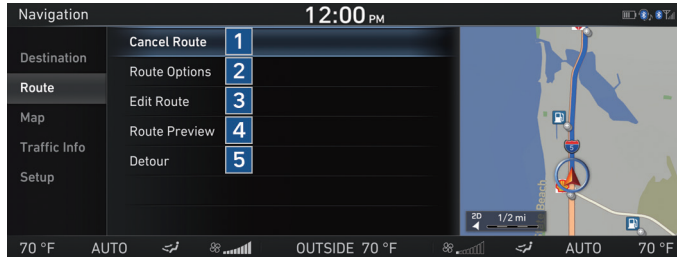 Navigation
12:00 PM
Destination
Route
Map
Traffic Info
Setup
Cancel Route 1
Route Options 2
Edit Route 3
Route Preview 4
Detour 5
5
Beach
2D 1/2 mi
70 °F AUTO OUTSIDE 70 °F AUTO 70 °F